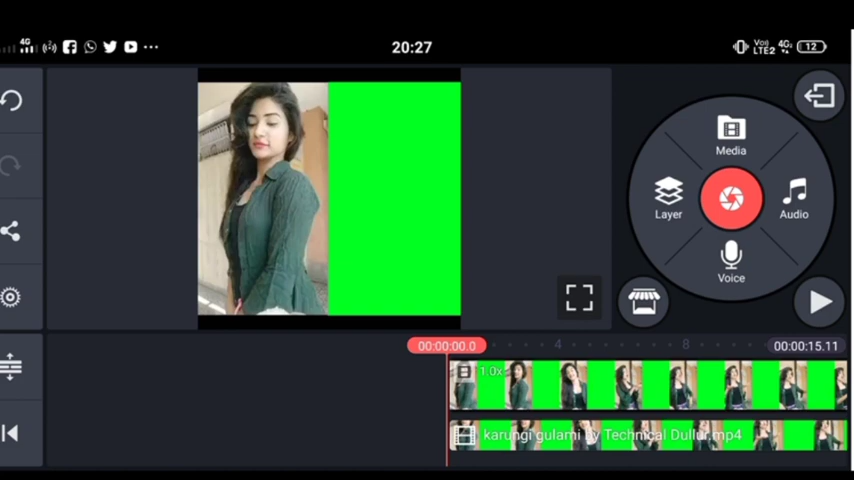 4G
20:27
Vo)) LTE2
4G
12
Media
Layer
Audio
Voice
00:00:00.0
4
8
00:00:15.11
1.0x
karungi gulami by Technical Dullur.mp4